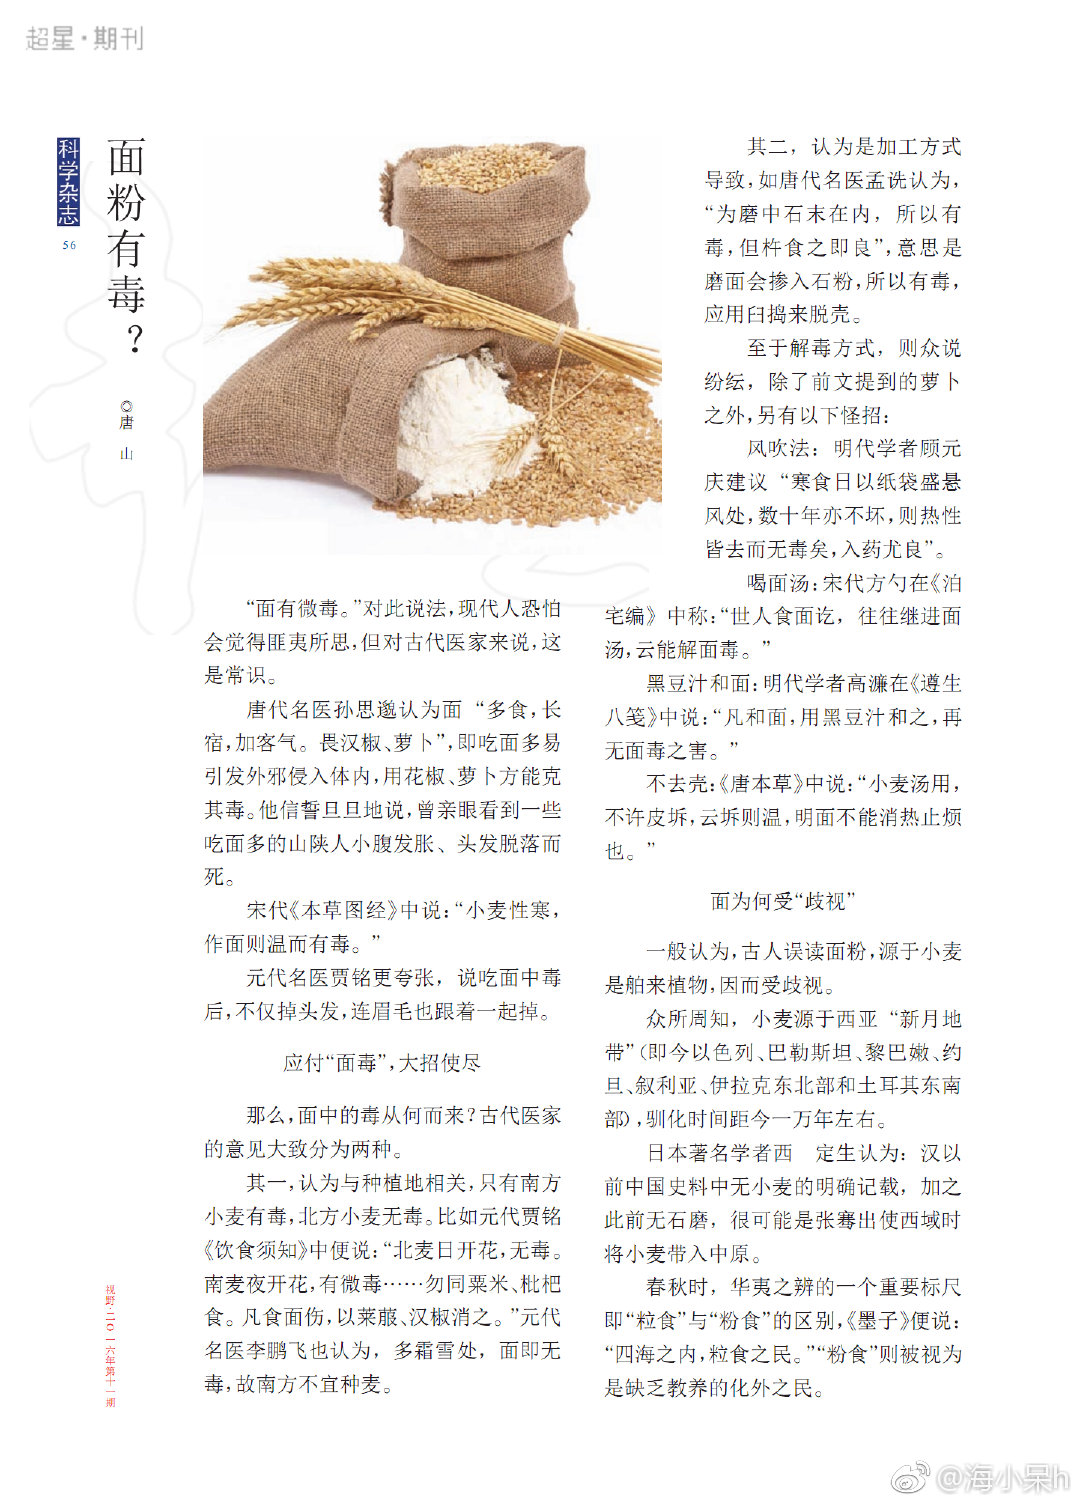 超星·期刊
科学杂志
56
面粉有毒？
◎唐 山
“面有微毒。”对此说法，现代人恐怕
会觉得匪夷所思，但对古代医家来说，这
是常识。
唐代名医孙思邈认为面“多食，长
宿，加客气。畏汉椒、萝卜”，即吃面多易
引发外邪侵入体内，用花椒、萝卜方能克
其毒。他信誓旦旦地说，曾亲眼看到一些
吃面多的山陕人小腹发胀、头发脱落而
死。
宋代《本草图经》中说：“小麦性寒，
作面则温而有毒。”
元代名医贾铭更夸张，说吃面中毒
后，不仅掉头发，连眉毛也跟着一起掉。
应付“面毒”，大招使尽
那么，面中的毒从何而来？古代医家
的意见大致分为两种。
其一，认为与种植地相关，只有南方
小麦有毒，北方小麦无毒。比如元代贾铭
《饮食须知》中便说：“北麦日开花，无毒。
南麦夜开花，有微毒……勿同粟米、枇杷
食。凡食面伤，以莱菔、汉椒消之。”元代
名医李鹏飞也认为，多霜雪处，面即无
毒，故南方不宜种麦。
其二，认为是加工方式
导致，如唐代名医孟诜认为，
“为磨中石末在内，所以有
毒，但杵食之即良”，意思是
磨面会掺入石粉，所以有毒，
应用臼捣来脱壳。
至于解毒方式，则众说
纷纭，除了前文提到的萝卜
之外，另有以下怪招：
风吹法：明代学者顾元
庆建议“寒食日以纸袋盛悬
风处，数十年亦不坏，则热性
皆去而无毒矣，入药尤良”。
喝面汤：宋代方勺在《泊
宅编》中称：“世人食面讫，往往继进面
汤，云能解面毒。”
黑豆汁和面：明代学者高濂在《遵生
八笺》中说：“凡和面，用黑豆汁和之，再
无面毒之害。”
不去壳：《唐本草》中说：“小麦汤用，
不许皮坼，云坼则温，明面不能消热止烦
也。”
面为何受“歧视”
一般认为，古人误读面粉，源于小麦
是舶来植物，因而受歧视。
众所周知，小麦源于西亚“新月地
带”（即今以色列、巴勒斯坦、黎巴嫩、约
旦、叙利亚、伊拉克东北部和土耳其东南
部），驯化时间距今一万年左右。
日本著名学者西 定生认为：汉以
前中国史料中无小麦的明确记载，加之
此前无石磨，很可能是张骞出使西域时
将小麦带入中原。
春秋时，华夷之辨的一个重要标尺
即“粒食”与“粉食”的区别，《墨子》便说：
“四海之内，粒食之民。”“粉食”则被视为
是缺乏教养的化外之民。
视野·二〇一六年第十一期
@海小呆h